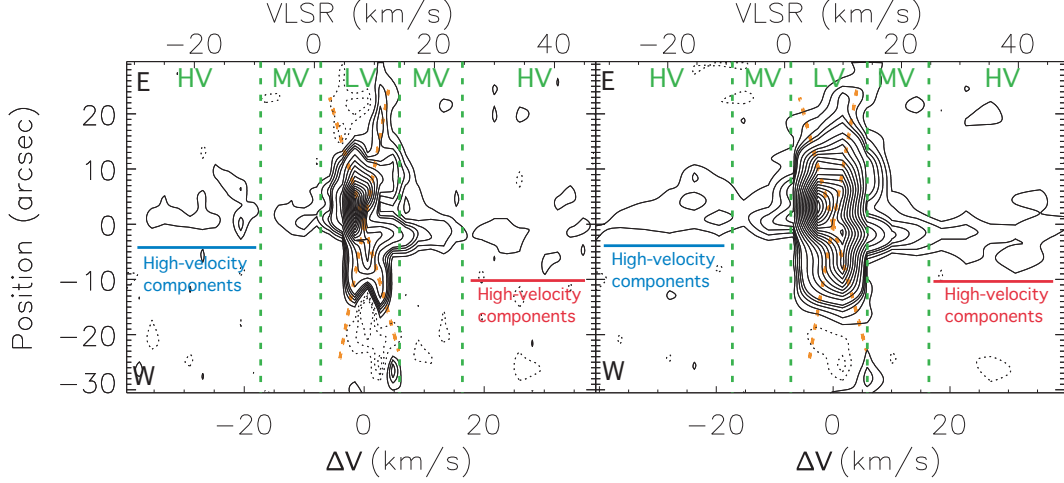 VLSR (km/s) VLSR (km/s)
−20 0 20 40 −20 0 20 40
E HV MV LV MV HV E HV MV LV MV HV
20
10
0
−10
−20
−30
Position (arcsec)
High-velocity
components
High-velocity
components
High-velocity
components
High-velocity
components
W W
−20 0 20 −20 0 20
ΔV (km/s) ΔV (km/s)